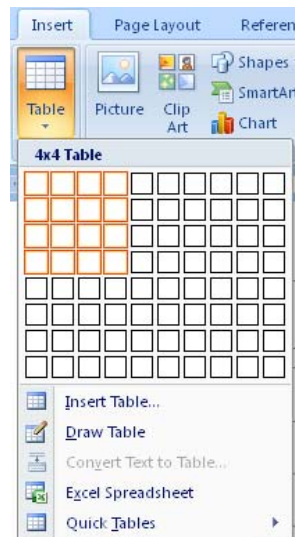 Insert Page Layout Referen
Shapes
SmartAr
Table Picture Clip Art Chart
4x4 Table
Insert Table...
Draw Table
Convert Text to Table...
Excel Spreadsheet
Quick Tables